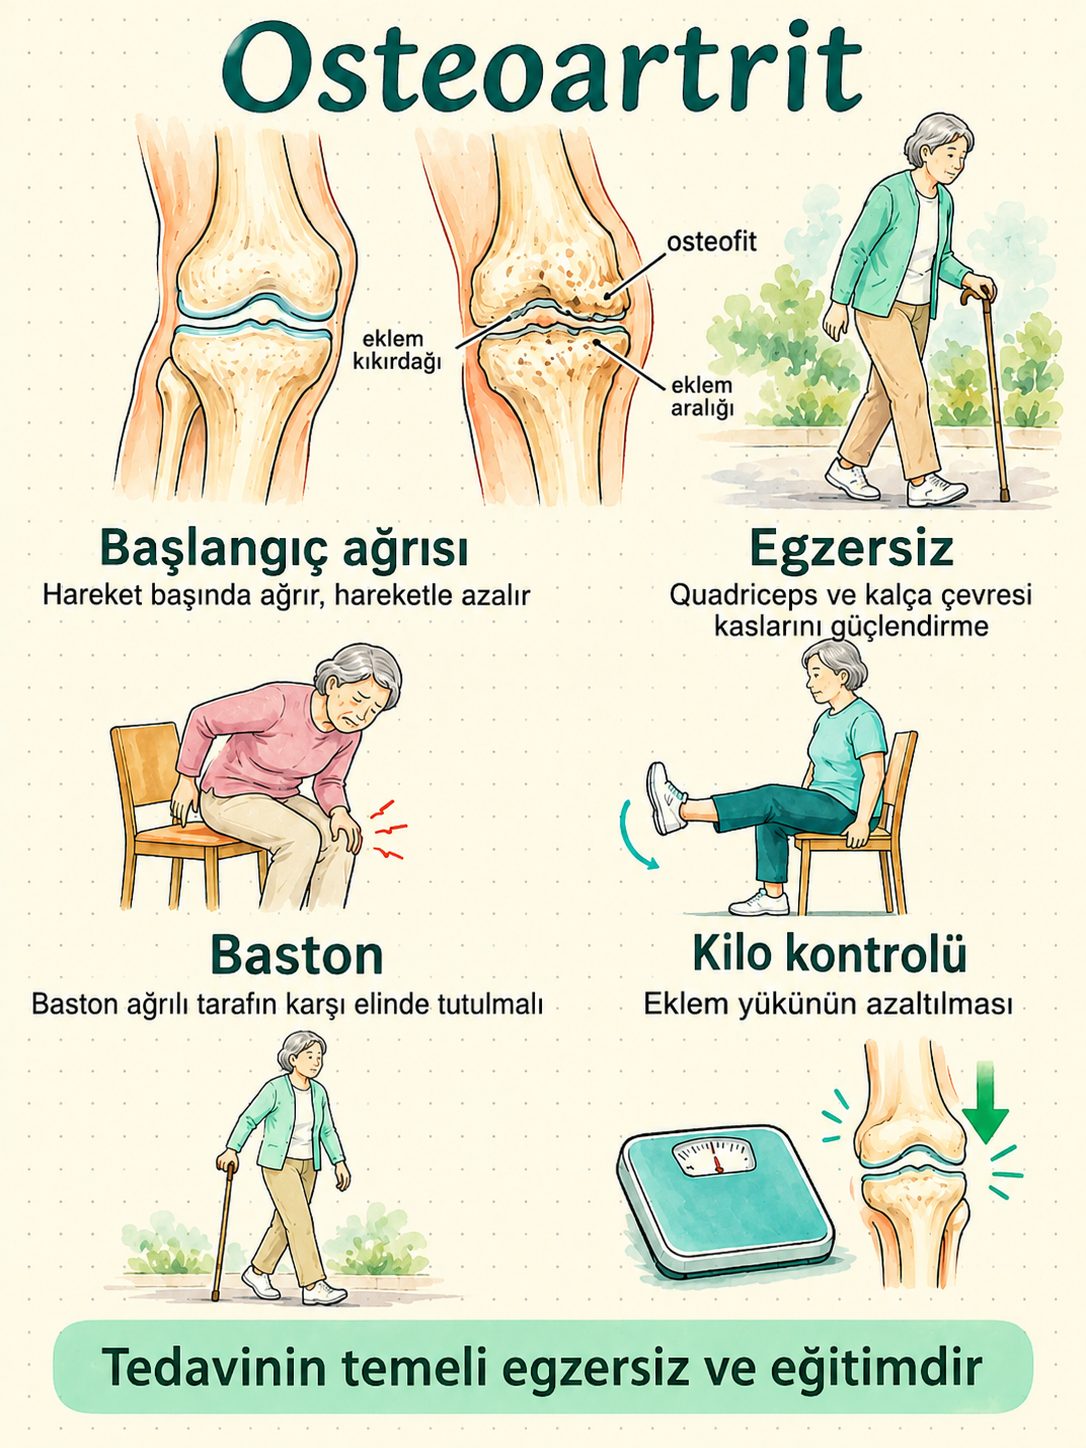 Osteoartrit
osteofit
eklem
kıkırdağı
eklem
aralığı
Başlangıç ağrısı
Hareket başında ağrır, hareketle azalır
Egzersiz
Quadriceps ve kalça çevresi
kaslarını güçlendirme
Baston
Baston ağrılı tarafın karşı elinde tutulmalı
Kilo kontrolü
Eklem yükünün azaltılması
Tedavinin temeli egzersiz ve eğitimdir